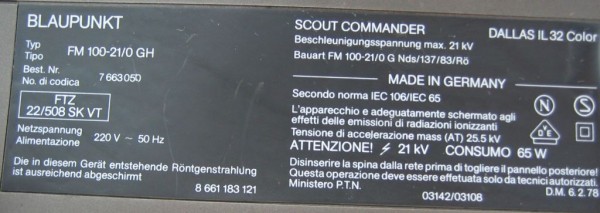 BLAUPUNKT
Typ
Tipo
FM 100-21/0 GH
Best. Nr.
No. di codica
7 663 050
FTZ
22/508 SK VT
Netzspannung
Alimentazione
220 V ~ 50 Hz
Die in diesem Gerät entstehende Röntgenstrahlung
ist ausreichend abgeschirmt
8 661 183 121
SCOUT COMMANDER
DALLAS IL 32 Color
Beschleunigungsspannung max. 21 kV
Bauart FM 100-21/0 G Nds/137/83/Rö
MADE IN GERMANY
Secondo norma IEC 106/IEC 65
L'apparecchio e adeguatamente schermato agli
effetti delle emissioni di radiazioni ionizzanti
Tensione di accelerazione mass (AT) 25.5 kV
N
S
D E
ATTENZIONE! 21 kV CONSUMO 65 W
Disinserire la spina dalla rete prima di togliere il pannello posteriore!
Questa operazione deve essere effettuata solo da tecnici autorizzati.
Ministero P.T.N.
D.M. 6.2.78
03142/03108